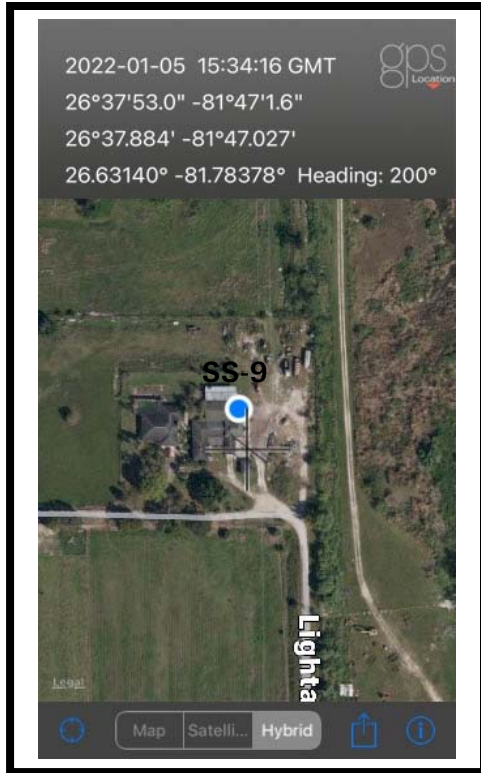 2022-01-05 15:34:16 GMT
gps
Location
26°37'53.0" -81°47'1.6"
26°37.884' -81°47.027'
26.63140° -81.78378° Heading: 200°
SS-9
Lighta
Legal
Map Satelli... Hybrid